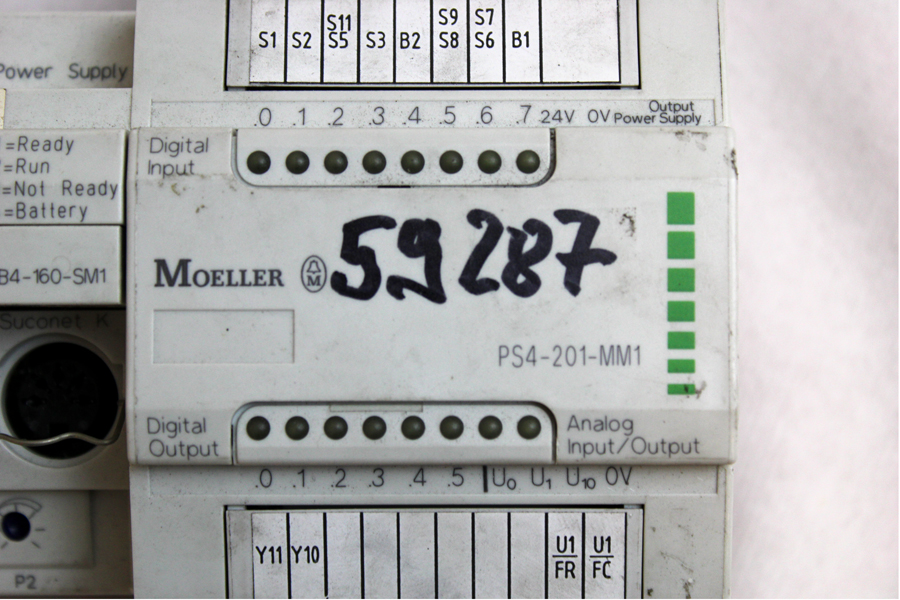 S11 S9 S7
S1 S2 S5 S3 B2 S8 S6 B1
Power Supply
.0 .1 .2 .3 .4 .5 .6 .7 24V 0V Output Power Supply
=Ready
=Run
=Not Ready
=Battery
Digital
Input
59287
B4-160-SM1
MOELLER M
Suconet K
PS4-201-MM1
Digital
Output
Analog
Input/Output
.0 .1 .2 .3 .4 .5 U0 U1 U10 0V
Y11 Y10 U1 U1
FR FC
P2